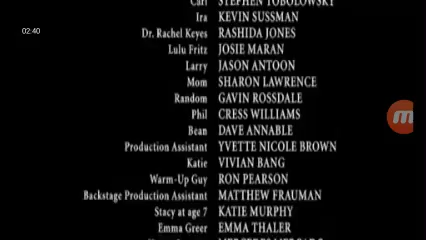 Carl STEPHEN TOBOLOWSKY
Ira KEVIN SUSSMAN
02:40
Dr. Rachel Keyes RASHIDA JONES
Lulu Fritz JOSIE MARAN
Larry JASON ANTOON
Mom SHARON LAWRENCE
Random GAVIN ROSSDALE
Phil CRESS WILLIAMS
Bean DAVE ANNABLE
Production Assistant YVETTE NICOLE BROWN
Katie VIVIAN BANG
Warm-Up Guy RON PEARSON
Backstage Production Assistant MATTHEW FRAUMAN
Stacy at age 7 KATIE MURPHY
Emma Greer EMMA THALER